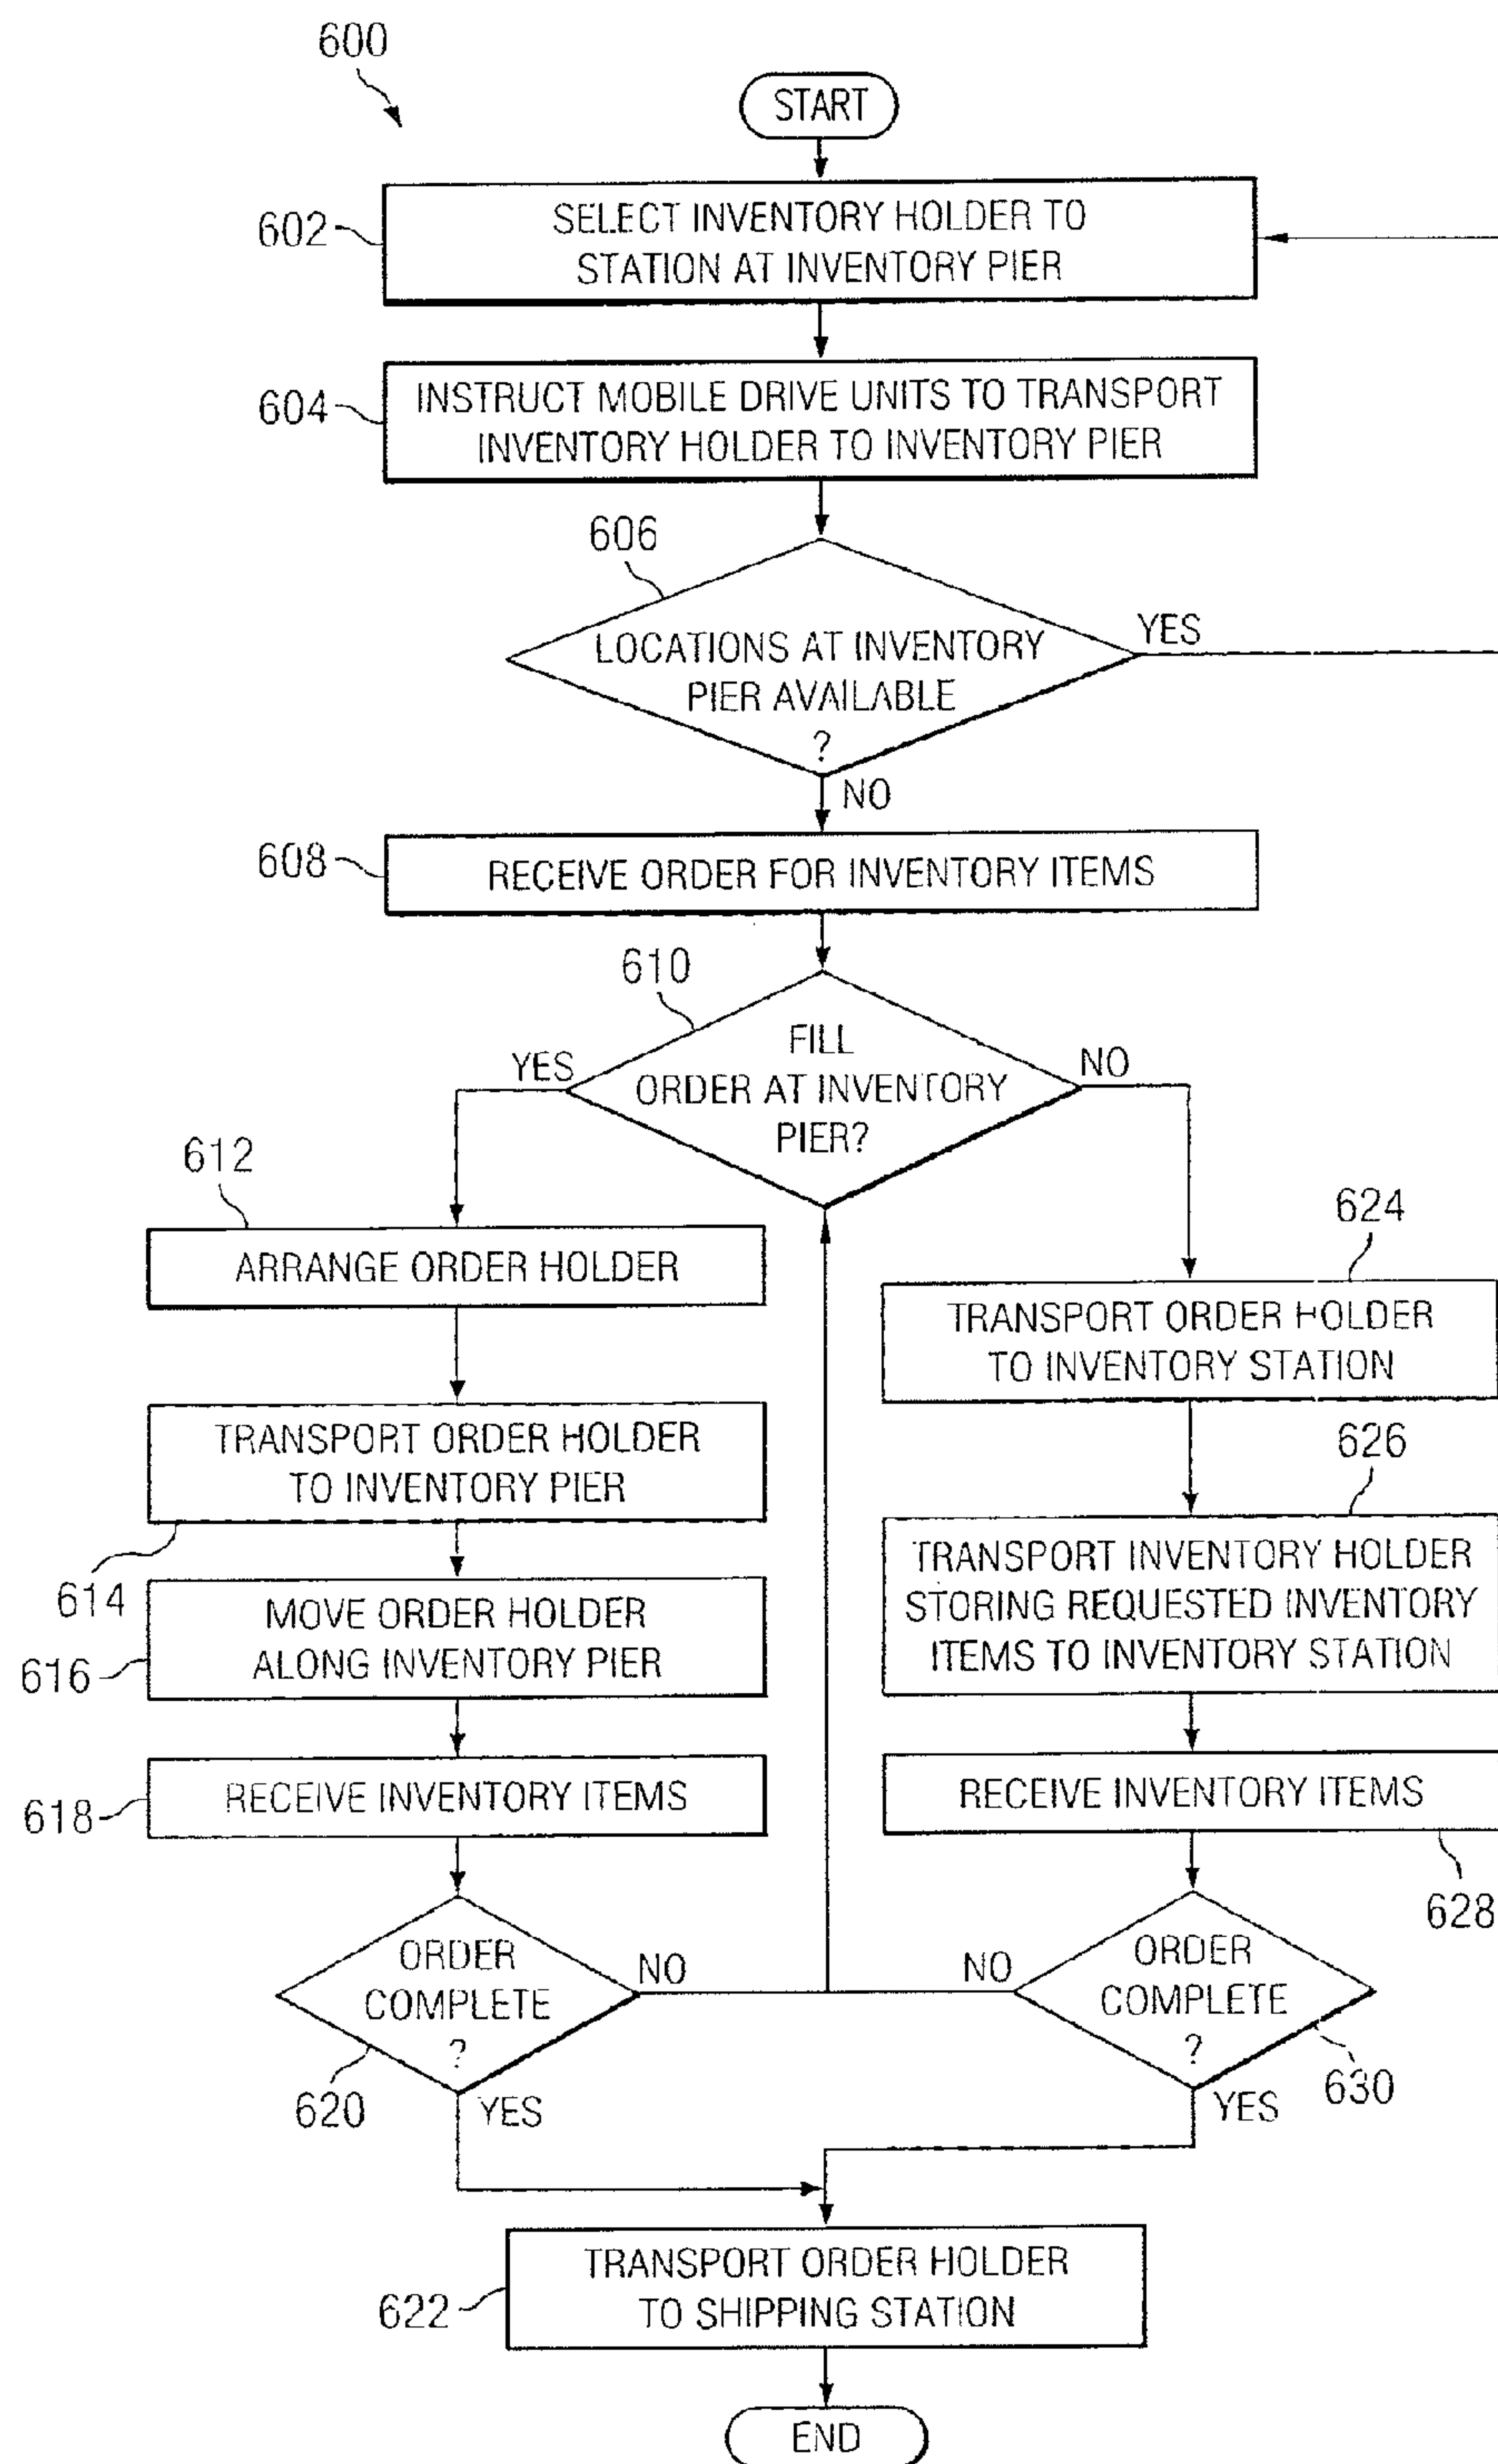 600
START
602
SELECT INVENTORY HOLDER TO
STATION AT INVENTORY PIER
604
INSTRUCT MOBILE DRIVE UNITS TO TRANSPORT
INVENTORY HOLDER TO INVENTORY PIER
606
LOCATIONS AT INVENTORY
PIER AVAILABLE
?
YES
NO
608
RECEIVE ORDER FOR INVENTORY ITEMS
610
FILL
ORDER AT INVENTORY
PIER?
YES
NO
612
ARRANGE ORDER HOLDER
624
TRANSPORT ORDER HOLDER
TO INVENTORY STATION
TRANSPORT ORDER HOLDER
TO INVENTORY PIER
614
626
TRANSPORT INVENTORY HOLDER
STORING REQUESTED INVENTORY
ITEMS TO INVENTORY STATION
616
MOVE ORDER HOLDER
ALONG INVENTORY PIER
618
RECEIVE INVENTORY ITEMS
RECEIVE INVENTORY ITEMS
628
ORDER
COMPLETE
?
NO
620
YES
NO
ORDER
COMPLETE
?
630
YES
622
TRANSPORT ORDER HOLDER
TO SHIPPING STATION
END